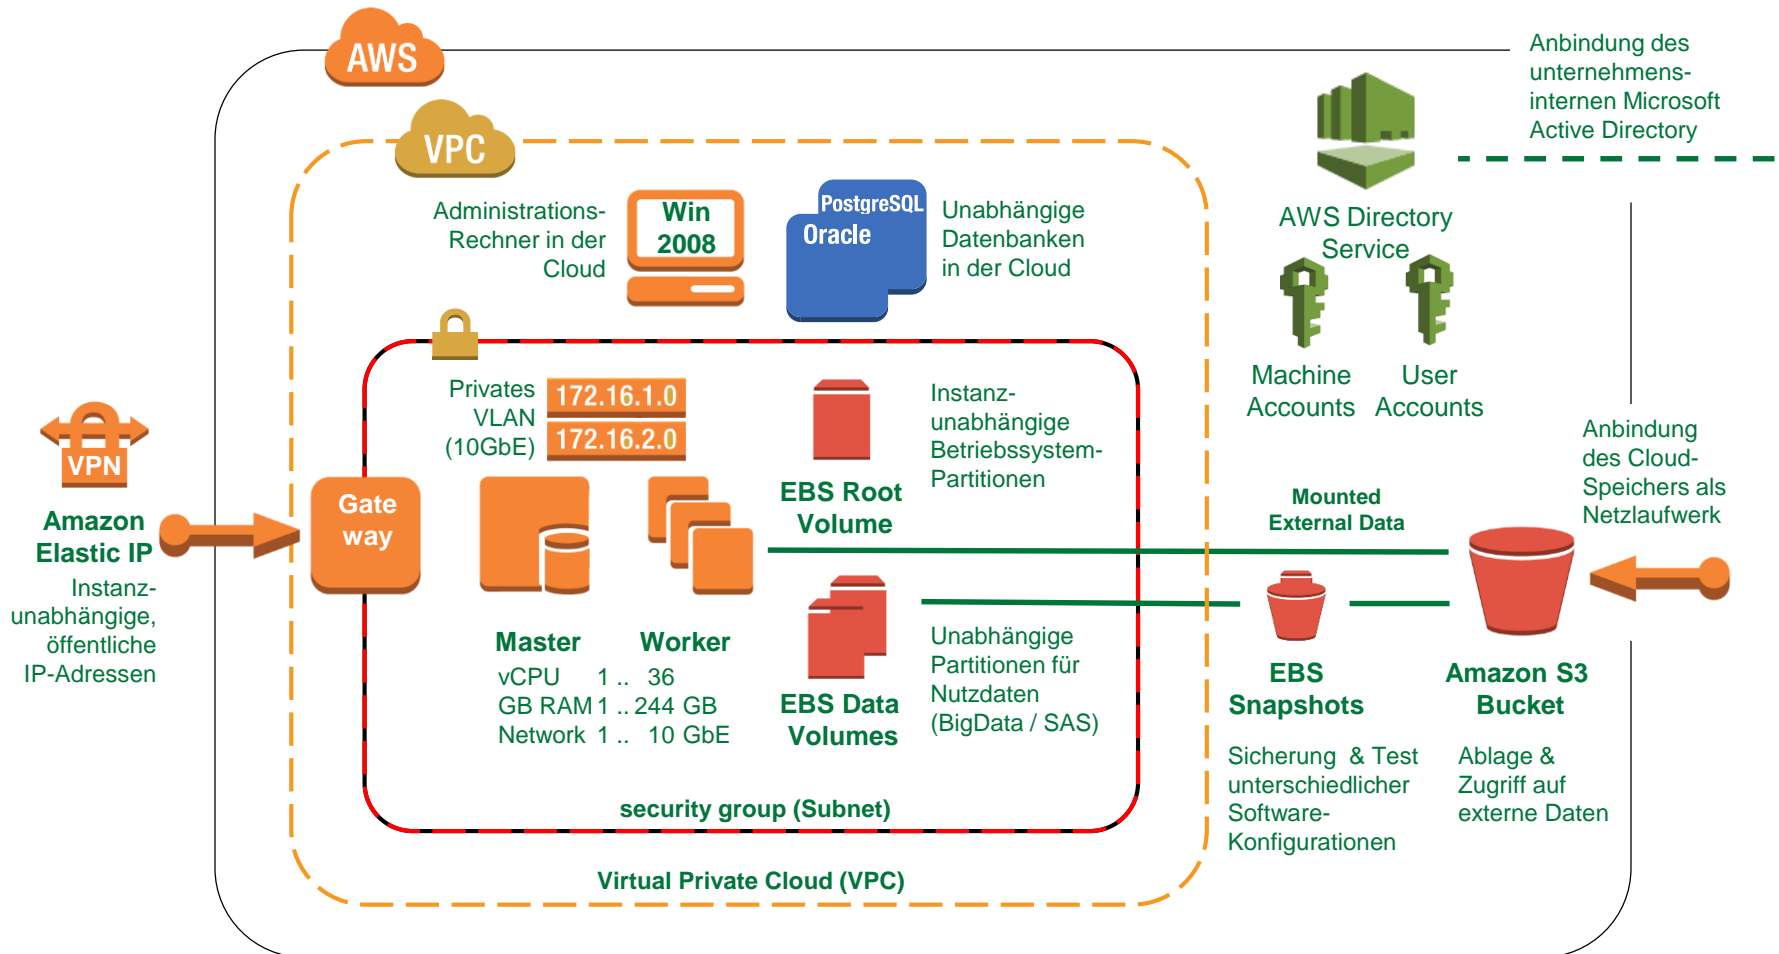 AWS
Anbindung des
unternehmens-
internen Microsoft
Active Directory
VPC
Administrations-
Rechner in der
Cloud
Win
2008
PostgreSQL
Oracle
Unabhängige
Datenbanken
in der Cloud
AWS Directory
Service
Machine
Accounts
User
Accounts
Privates
VLAN
(10GbE)
172.16.1.0
172.16.2.0
Instanz-
unabhängige
Betriebssystem-
Partitionen
EBS Root
Volume
VPN
Amazon
Elastic IP
Instanz-
unabhängige,
öffentliche
IP-Adressen
Gate
way
Mounted
External Data
Anbindung
des Cloud-
Speichers als
Netzlaufwerk
Master
Worker
vCPU 1 .. 36
GB RAM 1 .. 244 GB
Network 1 .. 10 GbE
EBS Data
Volumes
Unabhängige
Partitionen für
Nutzdaten
(BigData / SAS)
EBS
Snapshots
Sicherung & Test
unterschiedlicher
Software-
Konfigurationen
Amazon S3
Bucket
Ablage &
Zugriff auf
externe Daten
security group (Subnet)
Virtual Private Cloud (VPC)